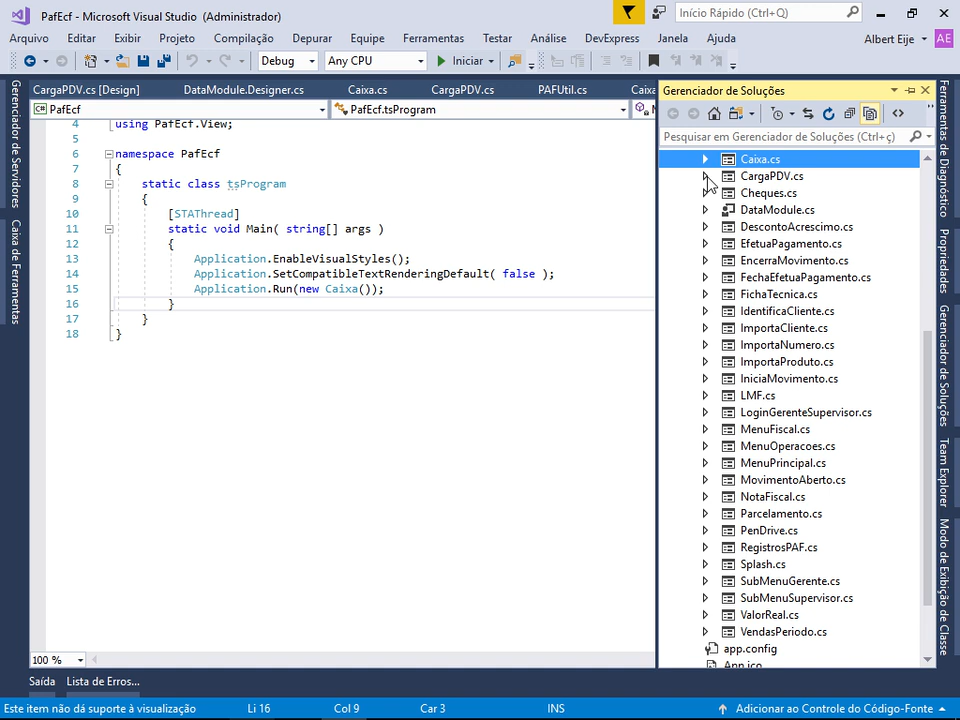 PafEcf - Microsoft Visual Studio (Administrador)
Início Rápido (Ctrl+Q)
Arquivo Editar Exibir Projeto Compilação Depurar Equipe Ferramentas Testar Análise DevExpress Janela Ajuda
Albert Eije AE
Debug Any CPU Iniciar
Gerenciador de Servidores
Caixa de Ferramentas
CargaPDV.cs [Design] DataModule.Designer.cs Caixa.cs CargaPDV.cs PAFUtil.cs Caixa
PafEcf PafEcf.tsProgram
4 using PafEcf.View;
5
6 namespace PafEcf
7 {
8 static class tsProgram
9 {
10 [STAThread]
11 static void Main( string[] args )
12 {
13 Application.EnableVisualStyles();
14 Application.SetCompatibleTextRenderingDefault( false );
15 Application.Run(new Caixa());
16 }
17 }
18 }
100 %
Gerenciador de Soluções
Pesquisar em Gerenciador de Soluções (Ctrl+ç)
Caixa.cs
CargaPDV.cs
Cheques.cs
DataModule.cs
DescontoAcrescimo.cs
EfetuaPagamento.cs
EncerraMovimento.cs
FechaEfetuaPagamento.cs
FichaTecnica.cs
IdentificaCliente.cs
ImportaCliente.cs
ImportaNumero.cs
ImportaProduto.cs
IniciaMovimento.cs
LMF.cs
LoginGerenteSupervisor.cs
MenuFiscal.cs
MenuOperacoes.cs
MenuPrincipal.cs
MovimentoAberto.cs
NotaFiscal.cs
Parcelamento.cs
PenDrive.cs
RegistrosPAF.cs
Splash.cs
SubMenuGerente.cs
SubMenuSupervisor.cs
ValorReal.cs
VendasPeriodo.cs
app.config
App.ico
Ferramentas de Diagnóstico
Propriedades
Gerenciador de Soluções
Team Explorer
Modo de Exibição de Classe
Saída Lista de Erros...
Este item não dá suporte à visualização Li 16 Col 9 Car 3 INS Adicionar ao Controle do Código-Fonte